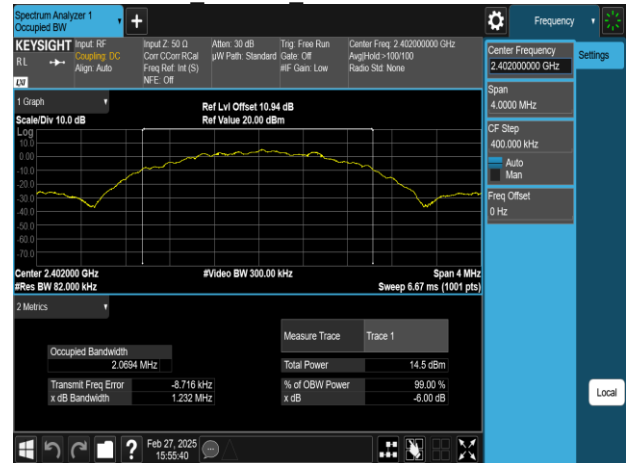 Spectrum Analyzer 1
Occupied BW
+
Frequency
KEYSIGHT
RL
LXI
Input: RF
Coupling: DC
Align: Auto
Input Z: 50 Ω
Corr CCorr RCal
Freq Ref: Int (S)
NFE: Off
Atten: 30 dB
µW Path: Standard
Trig: Free Run
Gate: Off
#IF Gain: Low
Center Freq: 2.402000000 GHz
Avg|Hold:>100/100
Radio Std: None
Center Frequency
2.402000000 GHz
Settings
Span
4.0000 MHz
CF Step
400.000 kHz
Auto
Man
Freq Offset
0 Hz
1 Graph
Scale/Div 10.0 dB
Ref Lvl Offset 10.94 dB
Ref Value 20.00 dBm
Log
10.0
0.00
-10.0
-20.0
-30.0
-40.0
-50.0
-60.0
-70.0
Center 2.402000 GHz
#Res BW 82.000 kHz
#Video BW 300.00 kHz
Span 4 MHz
Sweep 6.67 ms (1001 pts)
2 Metrics
Measure Trace Trace 1
Occupied Bandwidth
2.0694 MHz
Total Power 14.5 dBm
Transmit Freq Error -8.716 kHz
% of OBW Power 99.00 %
x dB Bandwidth 1.232 MHz
x dB -6.00 dB
Local
?
Feb 27, 2025
15:55:40